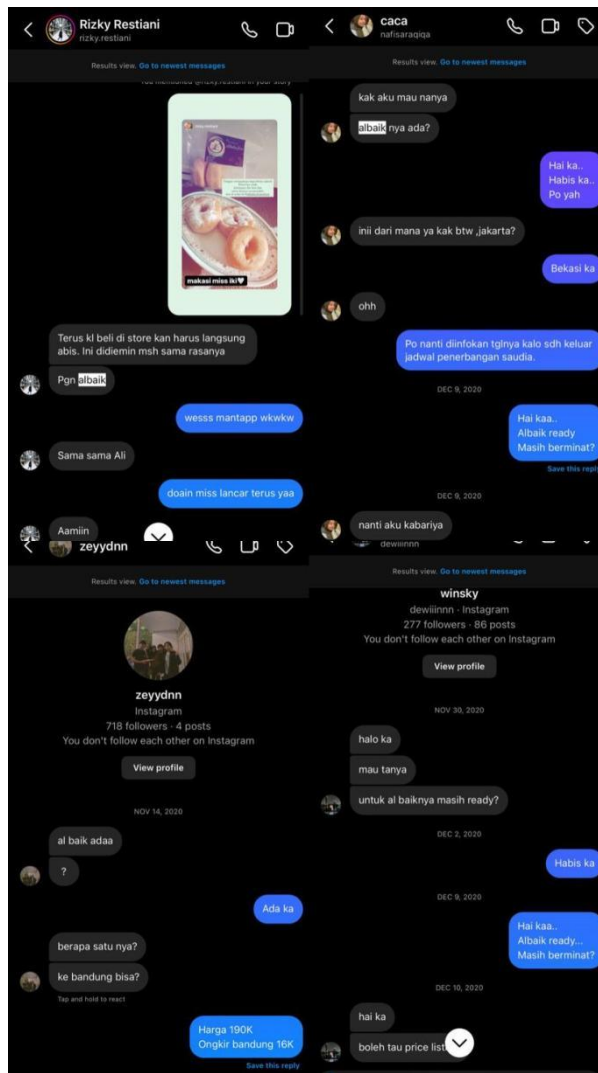 Rizky Restiani
rizky.restiani
Results view. Go to newest messages
makasi miss iki🖤
Terus kl beli di store kan harus langsung
abis. Ini didiemin msh sama rasanya
Pgn albaik
wesss mantapp wkwkw
Sama sama Ali
doain miss lancar terus yaa
Aamiin
caca
nafisaraqiqa
Results view. Go to newest messages
kak aku mau nanya
albaik nya ada?
Hai ka..
Habis ka..
Po yah
inii dari mana ya kak btw ,jakarta?
Bekasi ka
ohh
Po nanti diinfokan tglnya kalo sdh keluar
jadwal penerbangan saudia.
DEC 9, 2020
Hai kaa..
Albaik ready
Masih berminat?
Save this reply
DEC 9, 2020
nanti aku kabariya
zeyydnn
Results view. Go to newest messages
zeyydnn
Instagram
718 followers · 4 posts
You don't follow each other on Instagram
View profile
NOV 14, 2020
al baik adaa
?
Ada ka
berapa satu nya?
ke bandung bisa?
Tap and hold to react
Harga 190K
Ongkir bandung 16K
Save this reply
dewiiinnn
Results view. Go to newest messages
winsky
dewiiinnn · Instagram
277 followers · 86 posts
You don't follow each other on Instagram
View profile
NOV 30, 2020
halo ka
mau tanya
untuk al baiknya masih ready?
DEC 2, 2020
Habis ka
DEC 9, 2020
Hai kaa..
Albaik ready...
Masih berminat?
DEC 10, 2020
hai ka
boleh tau price list